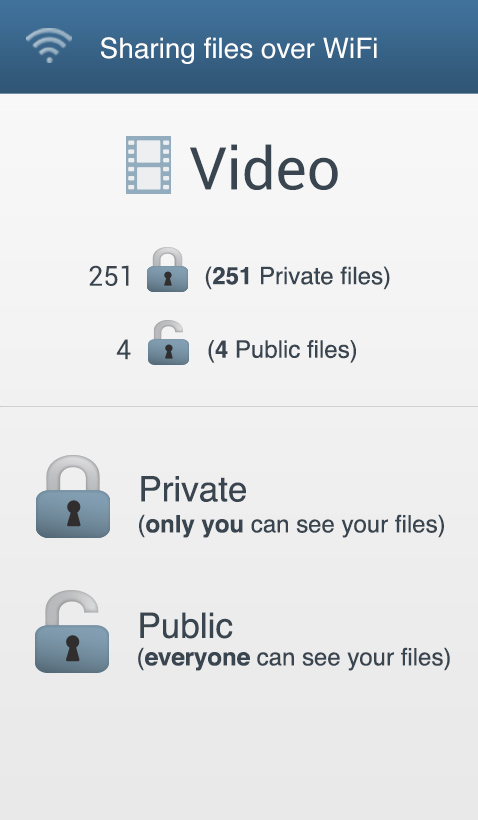 Sharing files over WiFi
Video
251 (251 Private files)
4 (4 Public files)
Private
(only you can see your files)
Public
(everyone can see your files)